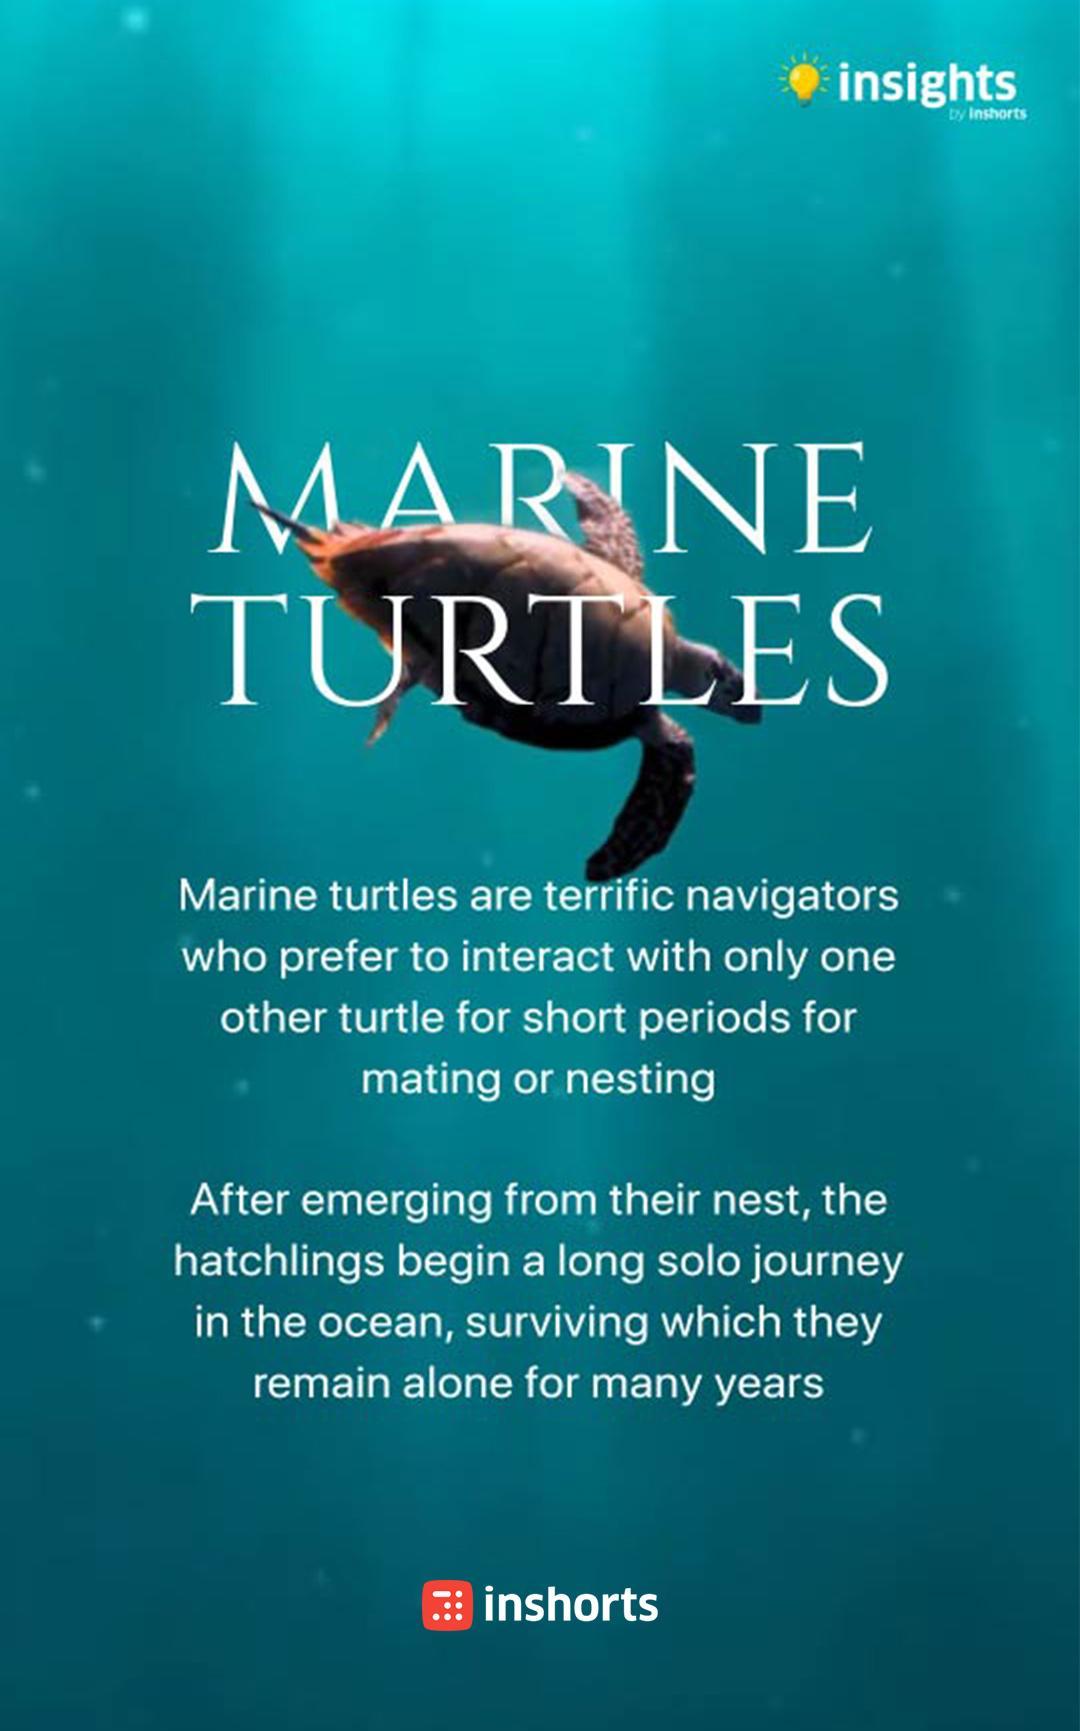 insights
by inshorts
MARINE
TURTLES
Marine turtles are terrific navigators
who prefer to interact with only one
other turtle for short periods for
mating or nesting
After emerging from their nest, the
hatchlings begin a long solo journey
in the ocean, surviving which they
remain alone for many years
inshorts